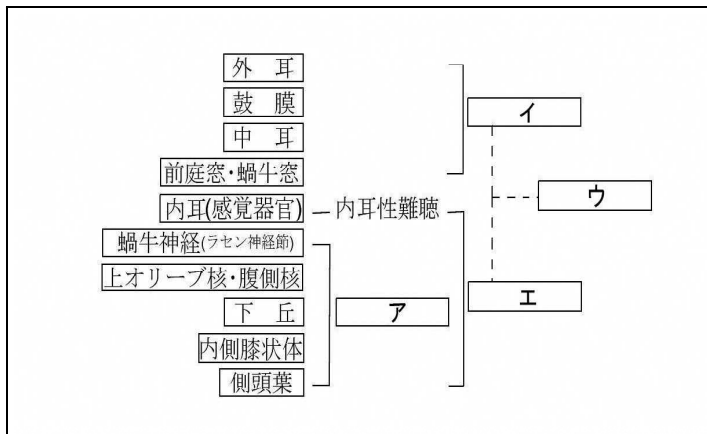 外 耳
鼓 膜
中 耳
前庭窓・蝸牛窓
内耳(感覚器官)
内耳性難聴
蝸牛神経(ラセン神経節)
上オリーブ核・腹側核
下 丘
内側膝状体
側頭葉
ア
イ
ウ
エ